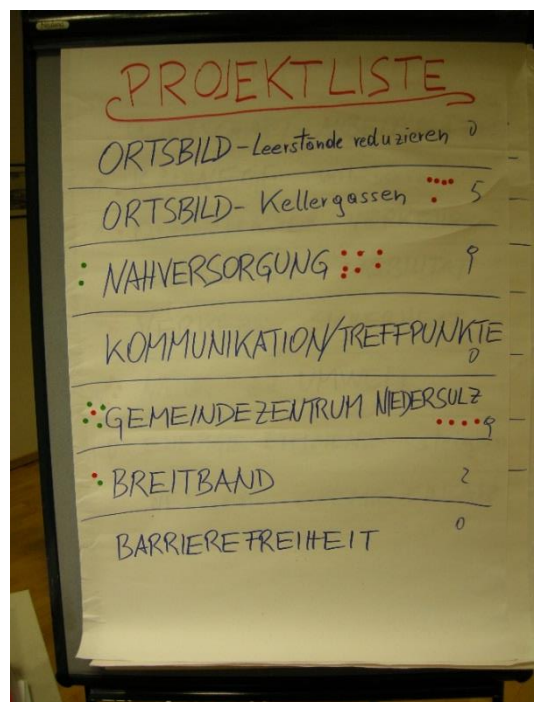 PROJEKTLISTE
ORTSBILD - Leerstände reduzieren 0
ORTSBILD - Kellergassen 5
NAHVERSORGUNG 9
KOMMUNIKATION/TREFFPUNKTE
0
GEMEINDEZENTRUM NIEDERSULZ
9
BREITBAND 2
BARRIEREFREIHEIT 0